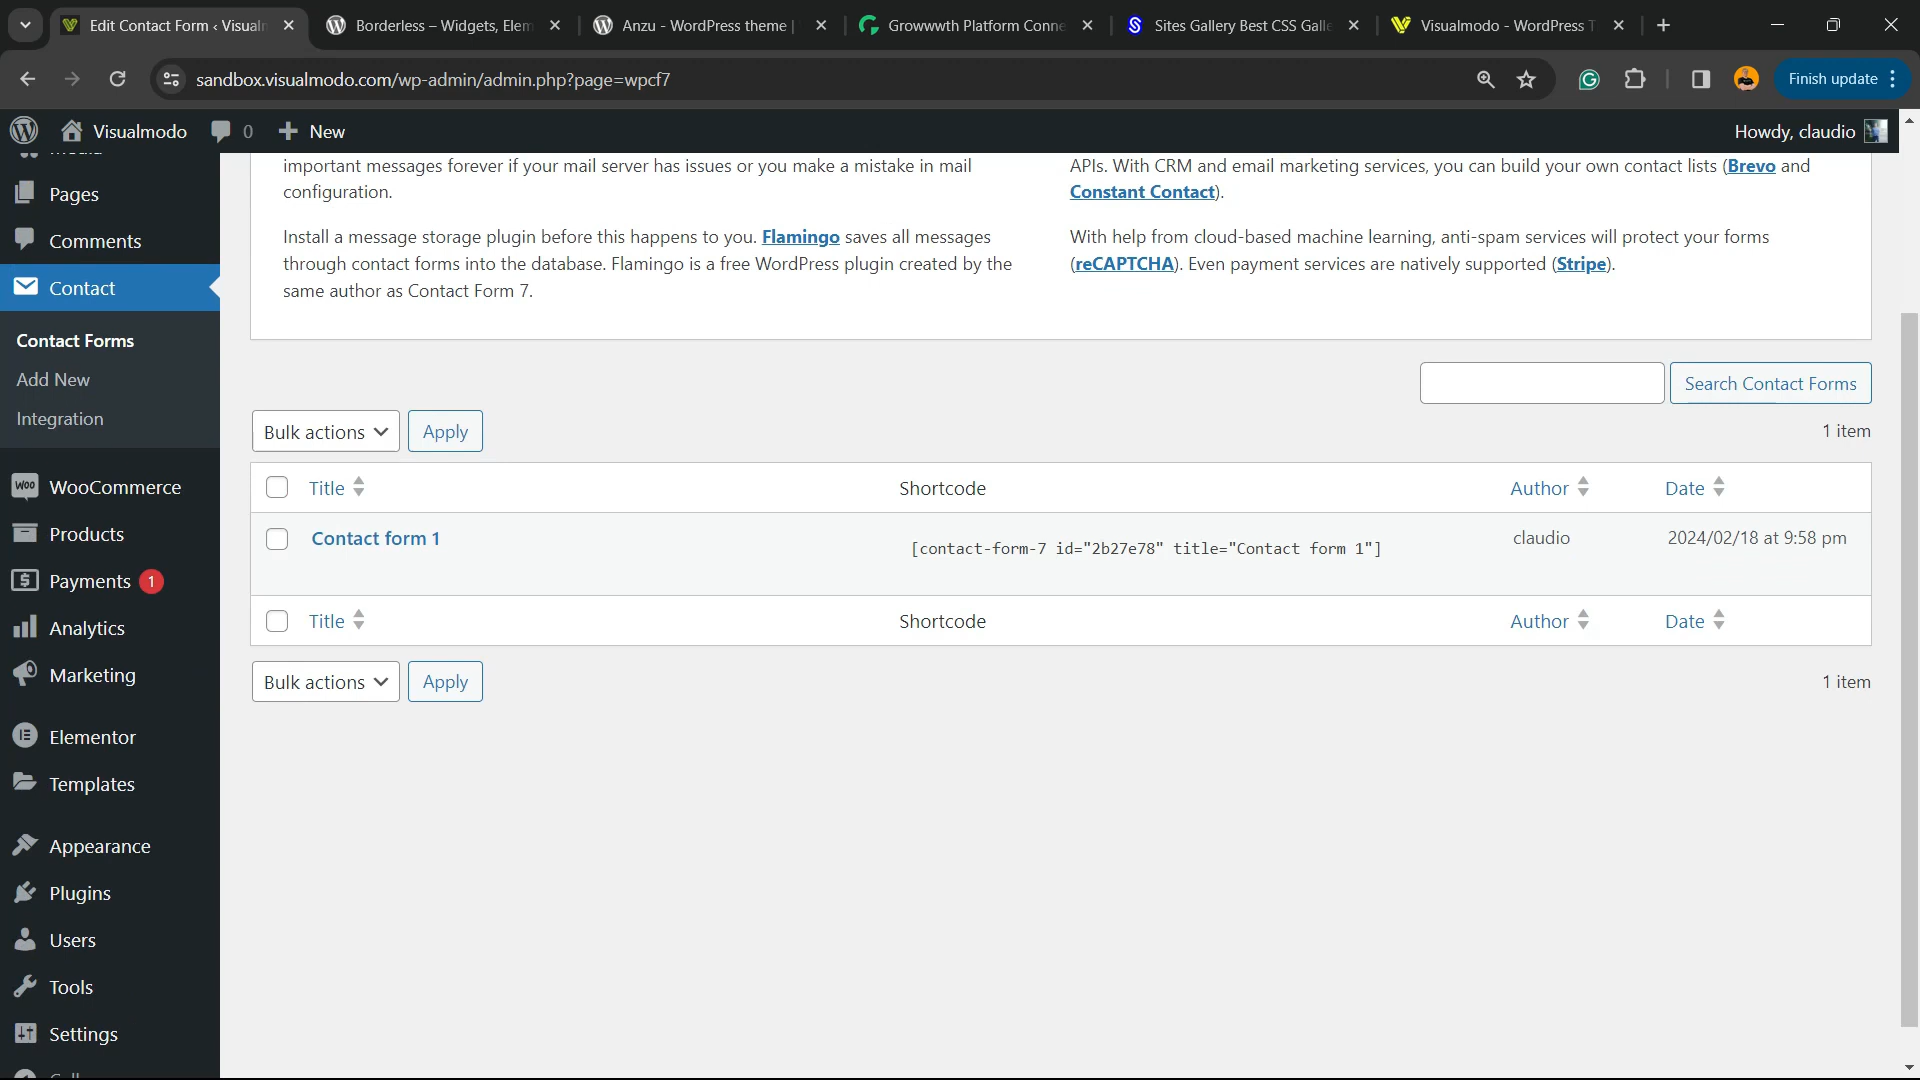 Edit Contact Form ‹ Visualm
Borderless – Widgets, Elem
Anzu - WordPress theme |
Growwwth Platform Conne
Sites Gallery Best CSS Galle
Visualmodo - WordPress T
sandbox.visualmodo.com/wp-admin/admin.php?page=wpcf7
Finish update
Visualmodo
0
New
Howdy, claudio
Pages
Comments
Contact
Contact Forms
Add New
Integration
WooCommerce
Products
Payments 1
Analytics
Marketing
Elementor
Templates
Appearance
Plugins
Users
Tools
Settings
important messages forever if your mail server has issues or you make a mistake in mail
configuration.
Install a message storage plugin before this happens to you. Flamingo saves all messages
through contact forms into the database. Flamingo is a free WordPress plugin created by the
same author as Contact Form 7.
APIs. With CRM and email marketing services, you can build your own contact lists (Brevo and
Constant Contact).
With help from cloud-based machine learning, anti-spam services will protect your forms
(reCAPTCHA). Even payment services are natively supported (Stripe).
Search Contact Forms
Bulk actions
Apply
1 item
Title
Shortcode
Author
Date
Contact form 1
[contact-form-7 id="2b27e78" title="Contact form 1"]
claudio
2024/02/18 at 9:58 pm
Title
Shortcode
Author
Date
Bulk actions
Apply
1 item